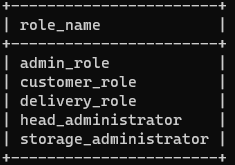 role_name
admin_role
customer_role
delivery_role
head_administrator
storage_administrator